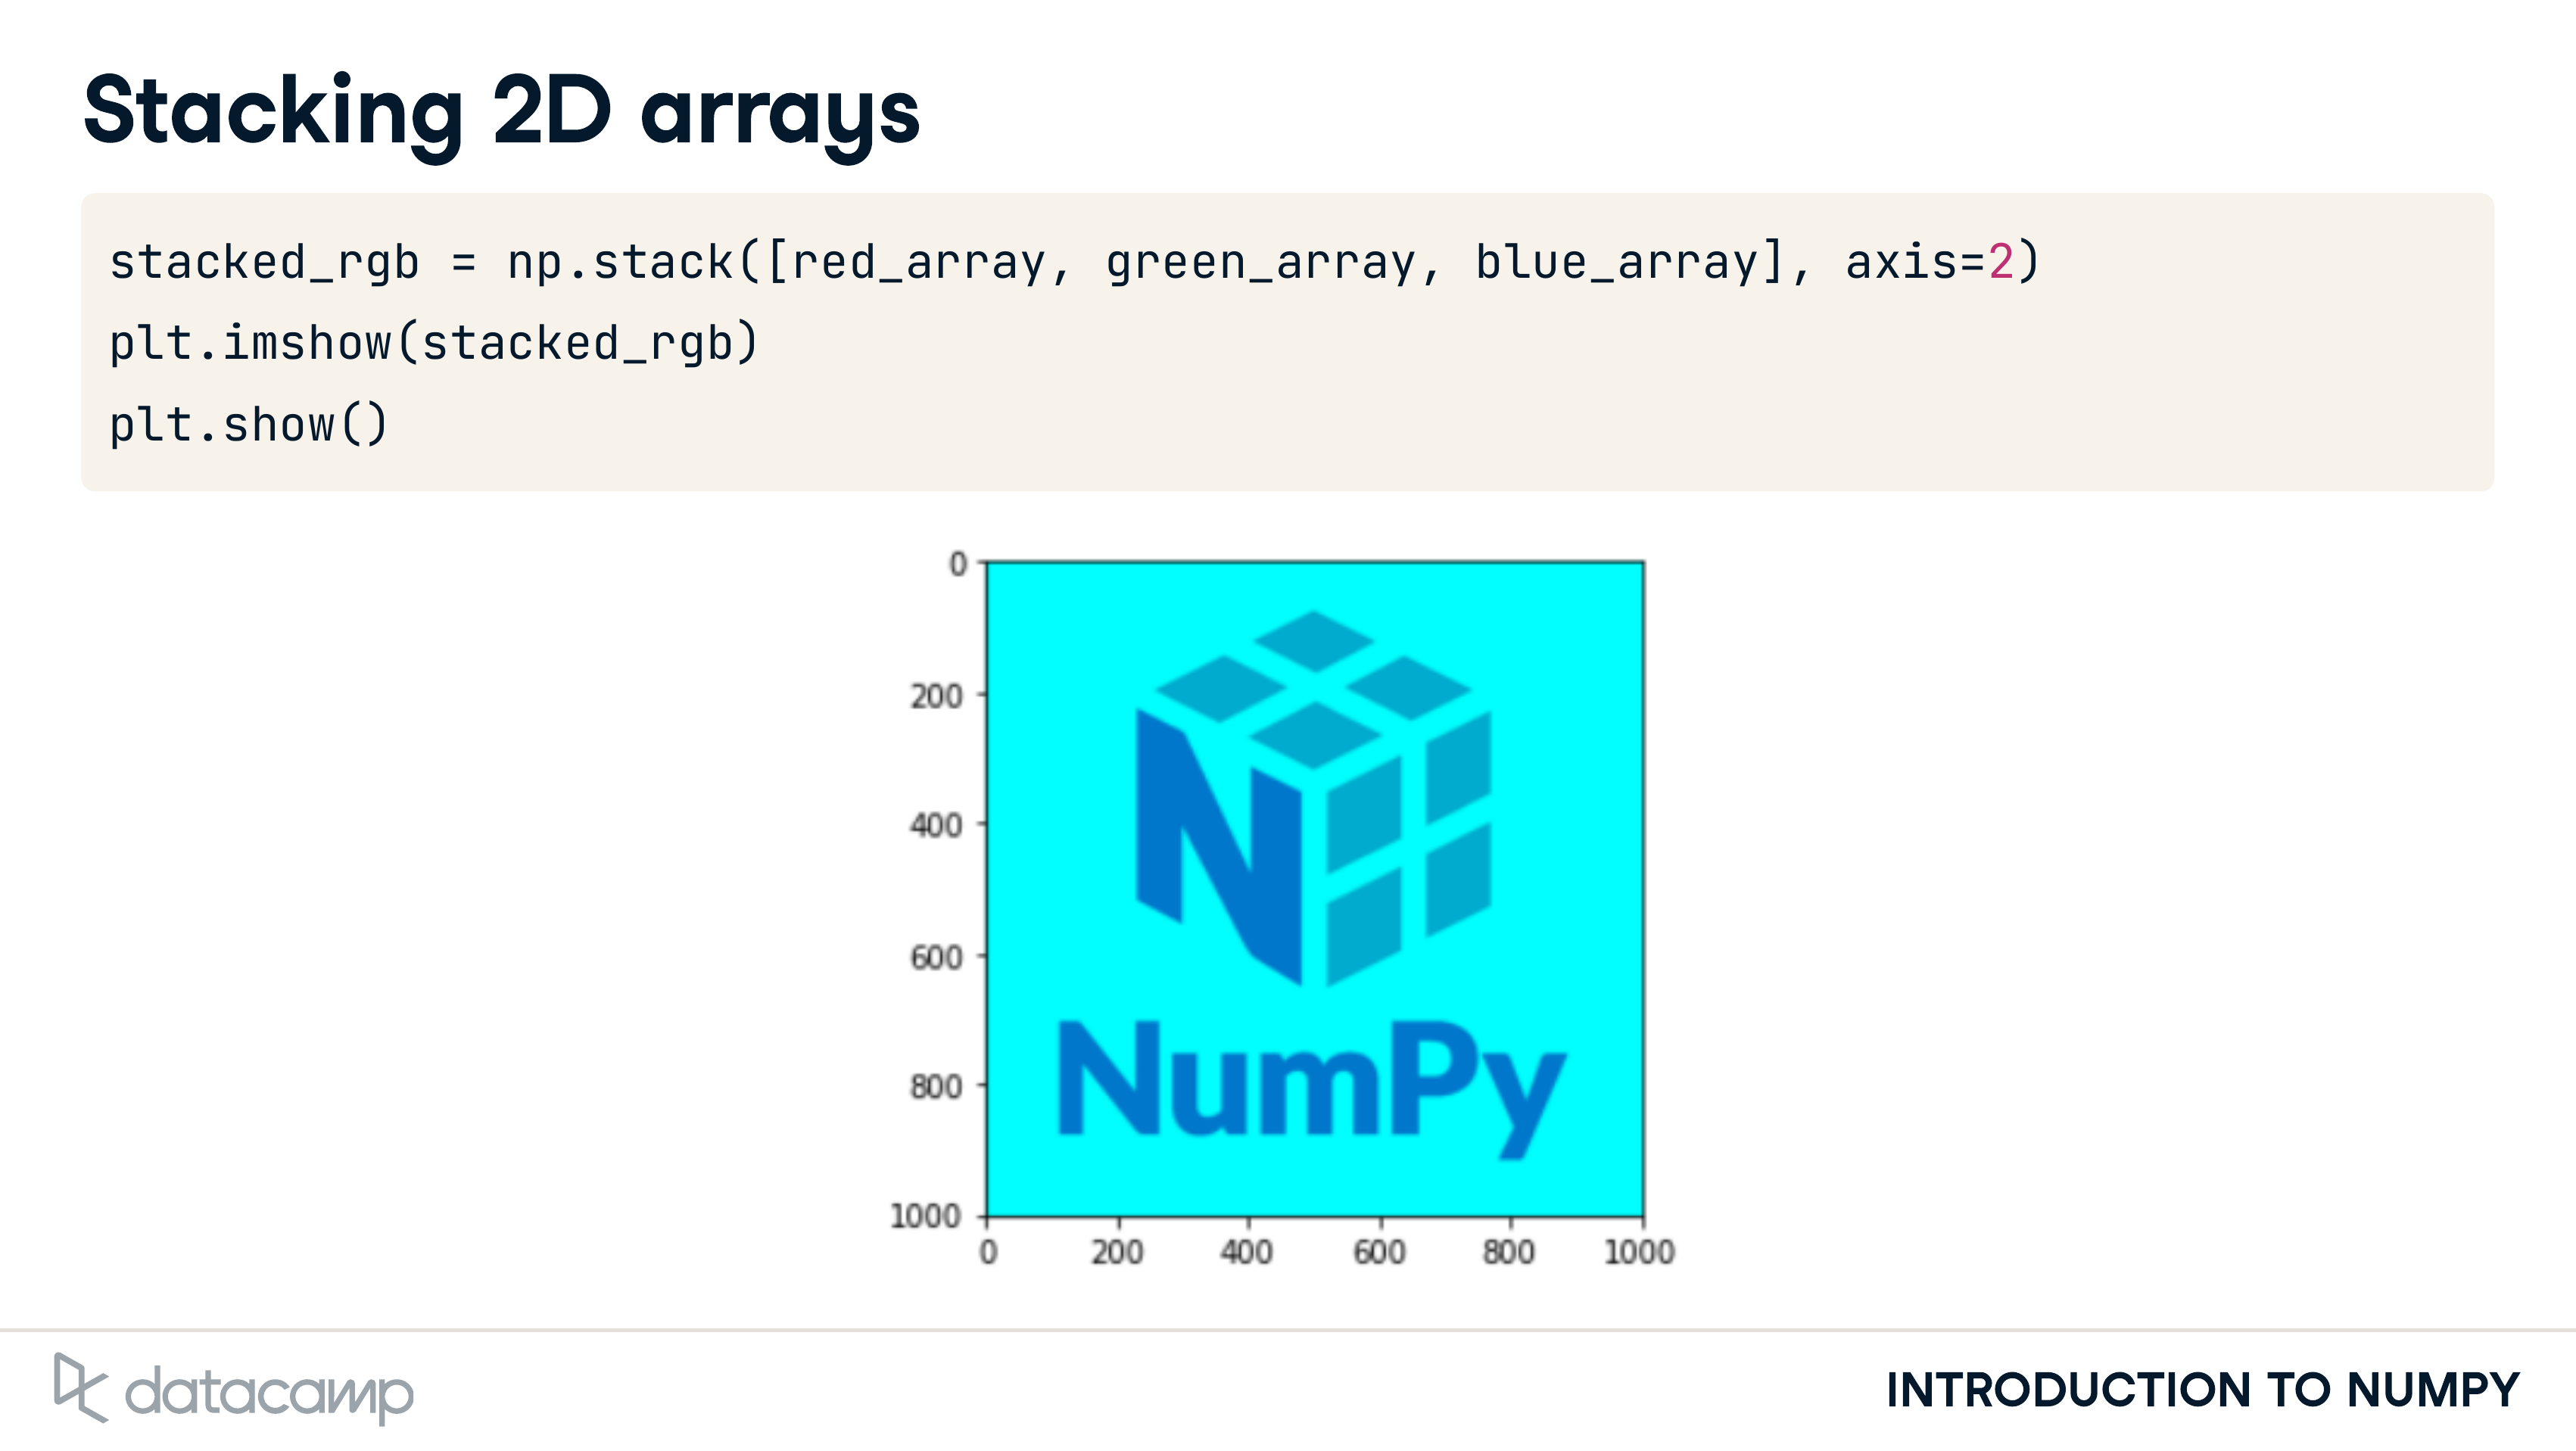 Stacking 2D arrays
stacked_rgb = np.stack([red_array, green_array, blue_array], axis=2)
plt.imshow(stacked_rgb)
plt.show()
0
200
400
600
800
1000
0 200 400 600 800 1000
N
NumPy
datacamp
INTRODUCTION TO NUMPY